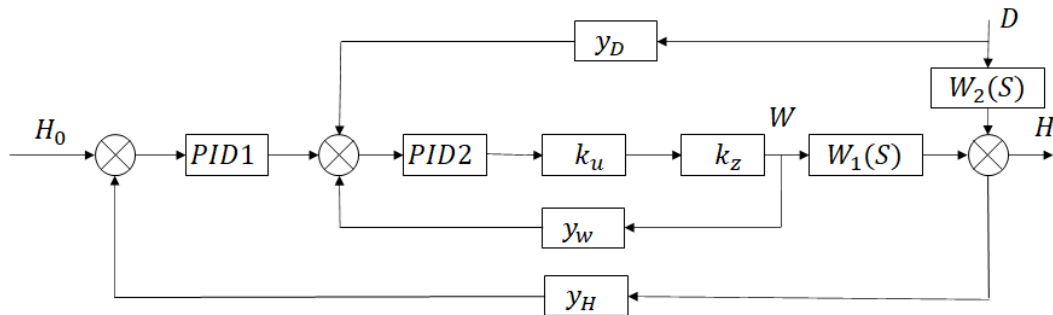 D
y_D
W_2(S)
H_0
PID1
PID2
k_u
k_z
W
W_1(S)
H
y_w
y_H